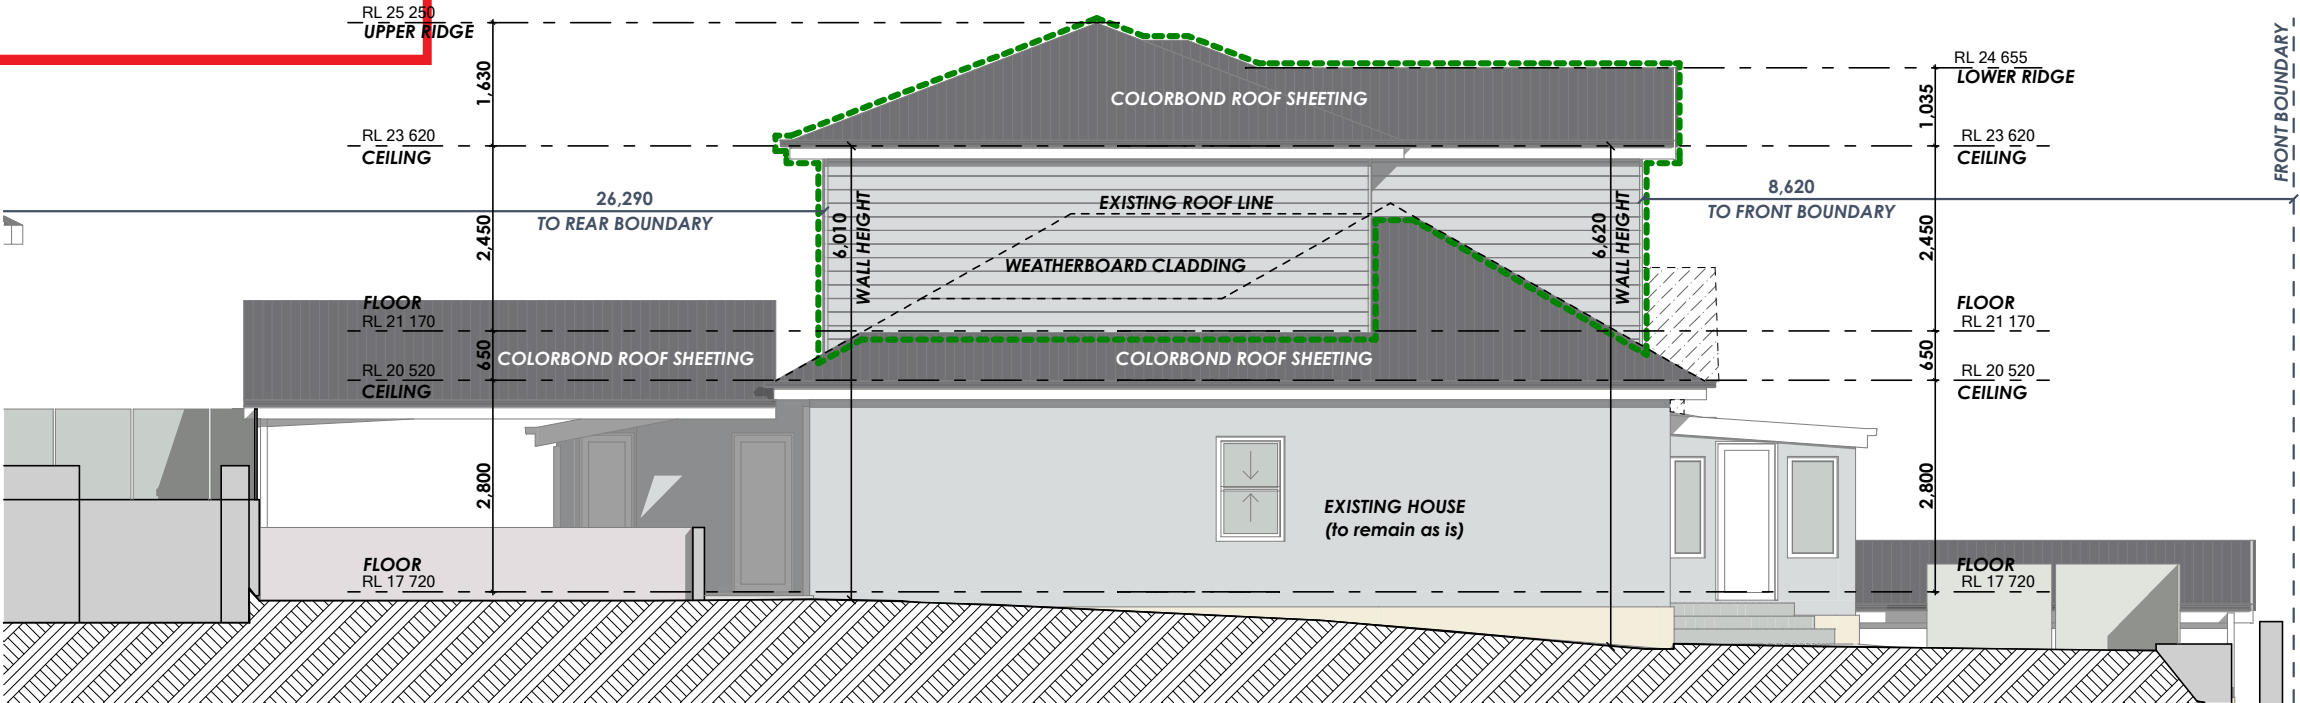 RL 25 250
UPPER RIDGE
1,630
RL 23 620
CEILING
26,290
TO REAR BOUNDARY
2,450
FLOOR
RL 21 170
650
COLORBOND ROOF SHEETING
RL 20 520
CEILING
2,800
FLOOR
RL 17 720
COLORBOND ROOF SHEETING
EXISTING ROOF LINE
WEATHERBOARD CLADDING
6,010
WALL HEIGHT
6,620
WALL HEIGHT
COLORBOND ROOF SHEETING
EXISTING HOUSE
(to remain as is)
8,620
TO FRONT BOUNDARY
RL 24 655
LOWER RIDGE
1,035
RL 23 620
CEILING
2,450
FLOOR
RL 21 170
650
RL 20 520
CEILING
2,800
FLOOR
RL 17 720
FRONT BOUNDARY